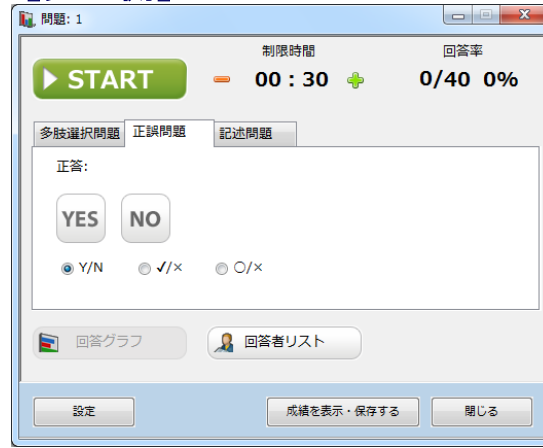 問題: 1
制限時間
回答率
START
00 : 30
0/40 0%
多肢選択問題
正誤問題
記述問題
正答:
YES
NO
Y/N
✓/×
○/×
回答グラフ
回答者リスト
設定
成績を表示・保存する
閉じる